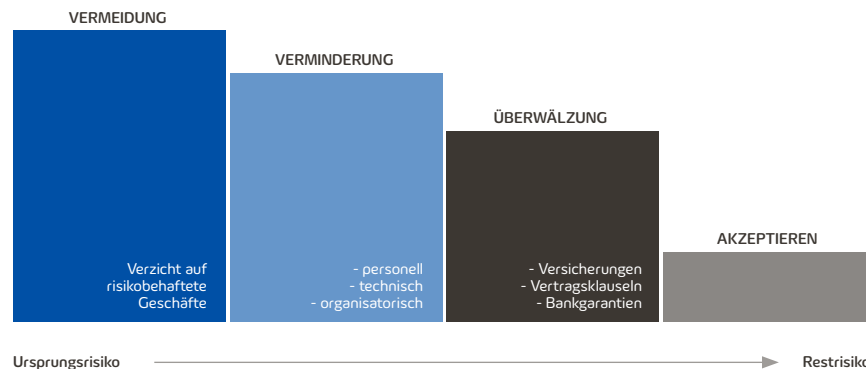 VERMEIDUNG
VERMINDERUNG
ÜBERWÄLZUNG
AKZEPTIEREN
Verzicht auf
risikobehaftete
Geschäfte
- personell
- technisch
- organisatorisch
- Versicherungen
- Vertragsklauseln
- Bankgarantien
Ursprungsrisiko
Restrisiko